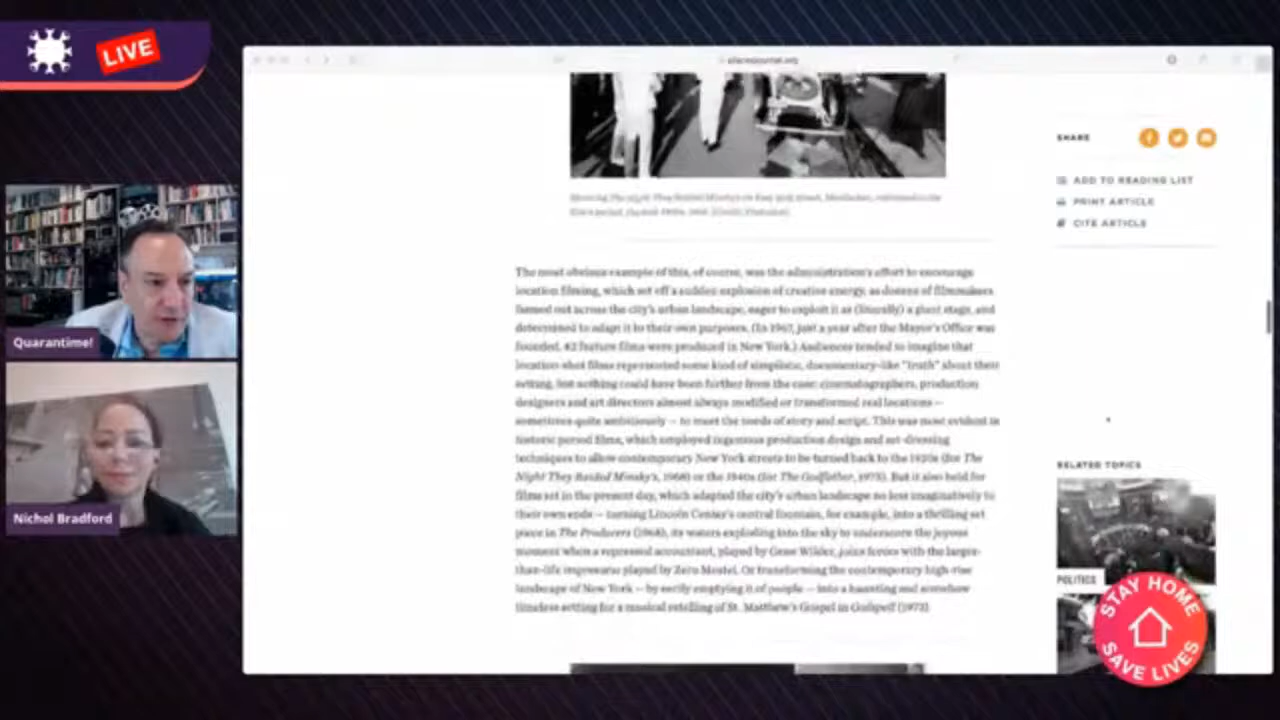 LIVE
Quarantime!
Nichol Bradford
placesjournal.org
SHARE
ADD TO READING LIST
PRINT ARTICLE
CITE ARTICLE
The most obvious example of this, of course, was the administration's effort to encourage
location filming, which set off a sudden explosion of creative energy, as dozens of filmmakers
fanned out across the city's urban landscape, eager to exploit it as (literally) a giant stage, and
determined to adapt it to their own purposes. (In 1967, just a year after the Mayor's Office was
founded, 42 feature films were produced in New York.) Audiences tended to imagine that
location-shot films represented some kind of simplistic, documentary-like "truth" about their
setting, but nothing could have been further from the case: cinematographers, production
designers and art directors almost always modified or transformed real locations —
sometimes quite ambitiously — to meet the needs of story and script. This was most evident in
historic period films, which employed ingenious production design and set-dressing
techniques to allow contemporary New York streets to be turned back to the 1920s (for The
Night They Raided Minsky's, 1968) or the 1940s (for The Godfather, 1972). But it also held for
films set in the present day, which adapted the city's urban landscape no less imaginatively to
their own ends — turning Lincoln Center's central fountain, for example, into a thrilling set
piece in The Producers (1968), its waters exploding into the sky to underscore the joyous
moment when a repressed accountant, played by Gene Wilder, joins forces with the larger-
than-life impresario played by Zero Mostel. Or transforming the contemporary high-rise
landscape of New York — by eerily emptying it of people — into a haunting and somehow
timeless setting for a musical retelling of St. Matthew's Gospel in Godspell (1973)
RELATED TOPICS
POLITICS
STAY HOME
SAVE LIVES